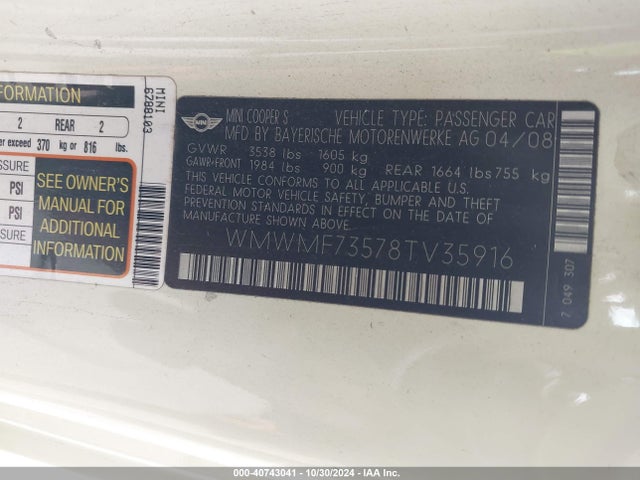 FORMATION
2 REAR 2
er exceed 370 kg or 816 lbs.
SSURE
PSI
PSI
SSURE
SEE OWNER'S
MANUAL FOR
ADDITIONAL
INFORMATION
MINI
6788103
MINI
MINI COOPER S VEHICLE TYPE: PASSENGER CAR
MFD BY BAYERISCHE MOTORENWERKE AG 04/08
GVWR 3538 lbs 1605 kg
GAWR-FRONT 1984 lbs 900 kg REAR 1664 lbs 755 kg
THIS VEHICLE CONFORMS TO ALL APPLICABLE U.S.
FEDERAL MOTOR VEHICLE SAFETY, BUMPER AND THEFT
PREVENTION STANDARDS IN EFFECT ON THE DATE OF
MANUFACTURE SHOWN ABOVE.
WMWMF73578TV35916
7 049 307
000-40743041 - 10/30/2024 - IAA Inc.